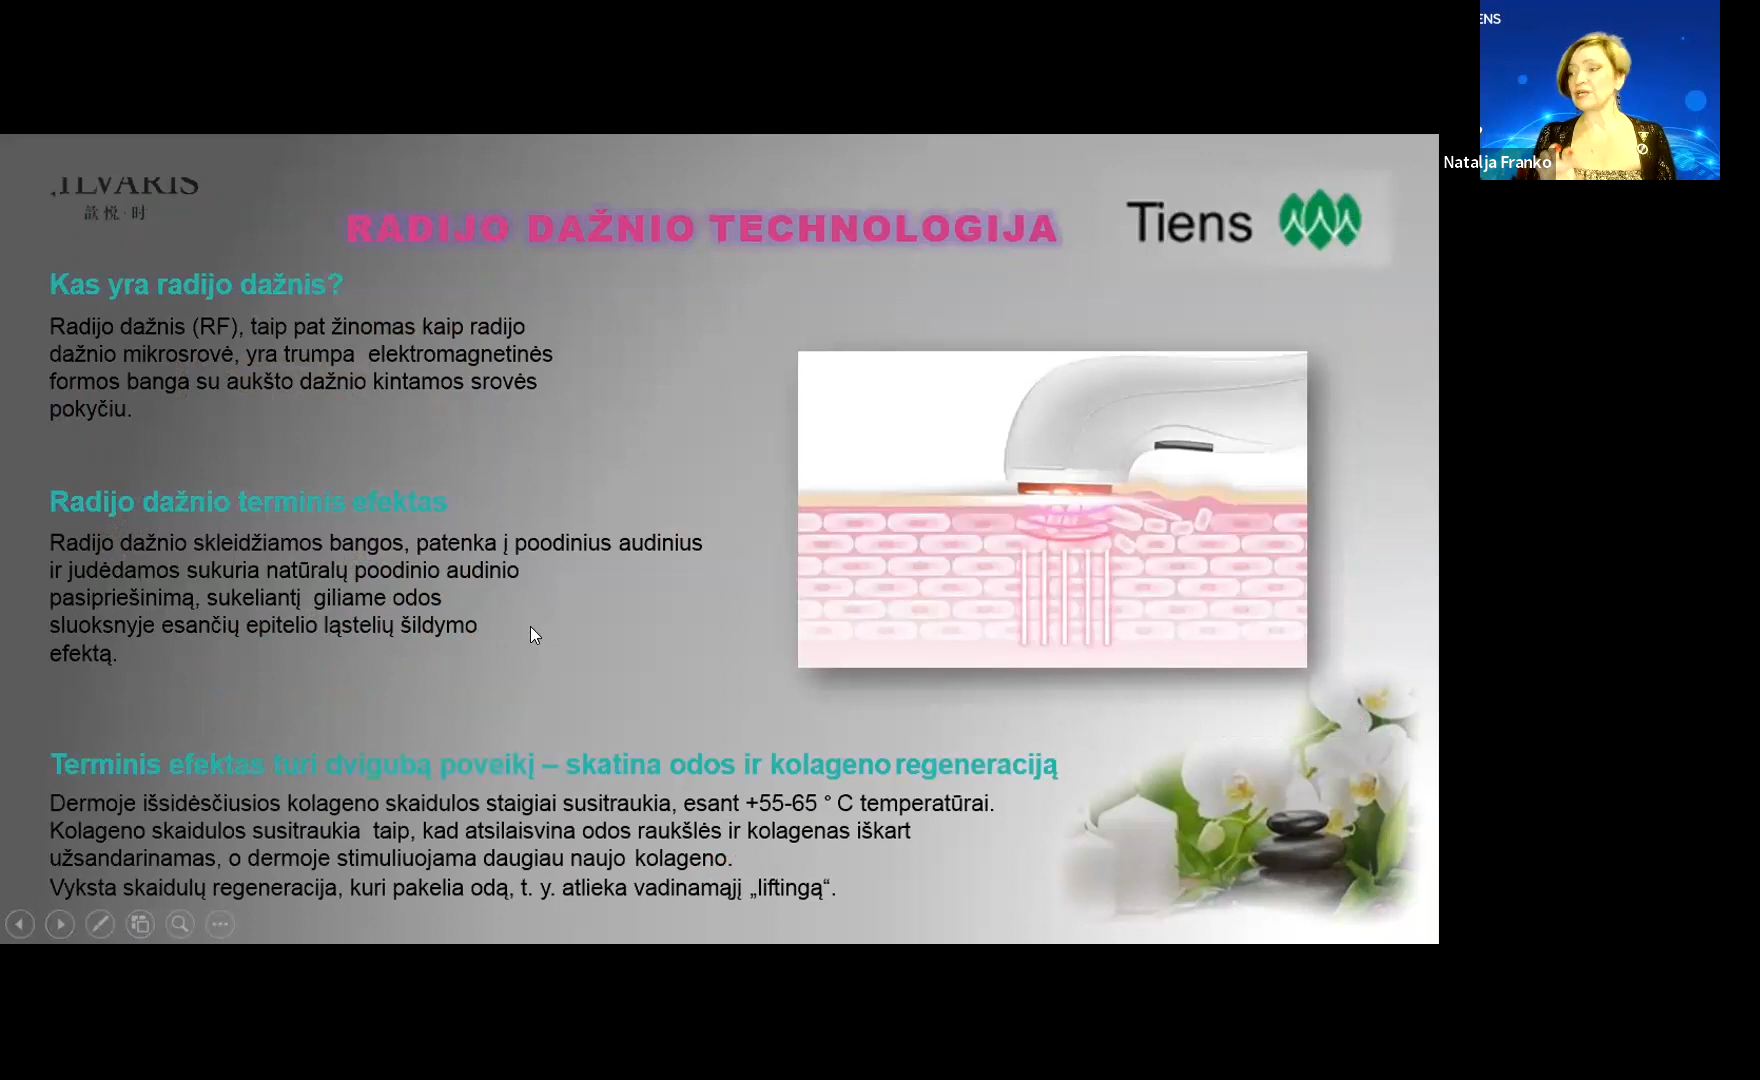 ENS
Natalja Franko
歆悦·时
RADIJO DAŽNIO TECHNOLOGIJA
Tiens
Kas yra radijo dažnis?
Radijo dažnis (RF), taip pat žinomas kaip radijo
dažnio mikrosrovė, yra trumpa elektromagnetinės
formos banga su aukšto dažnio kintamos srovės
pokyčiu.
Radijo dažnio terminis efektas
Radijo dažnio skleidžiamos bangos, patenka į poodinius audinius
ir judėdamos sukuria natūralų poodinio audinio
pasipriešinimą, sukeliantį giliame odos
sluoksnyje esančių epitelio ląstelių šildymo
efektą.
Terminis efektas turi dvigubą poveikį – skatina odos ir kolageno regeneraciją
Dermoje išsidėsčiusios kolageno skaidulos staigiai susitraukia, esant +55-65 ° C temperatūrai.
Kolageno skaidulos susitraukia taip, kad atsilaisvina odos raukšlės ir kolagenas iškart
užsandarinamas, o dermoje stimuliuojama daugiau naujo kolageno.
Vyksta skaidulų regeneracija, kuri pakelia odą, t. y. atlieka vadinamąjį „liftingą“.